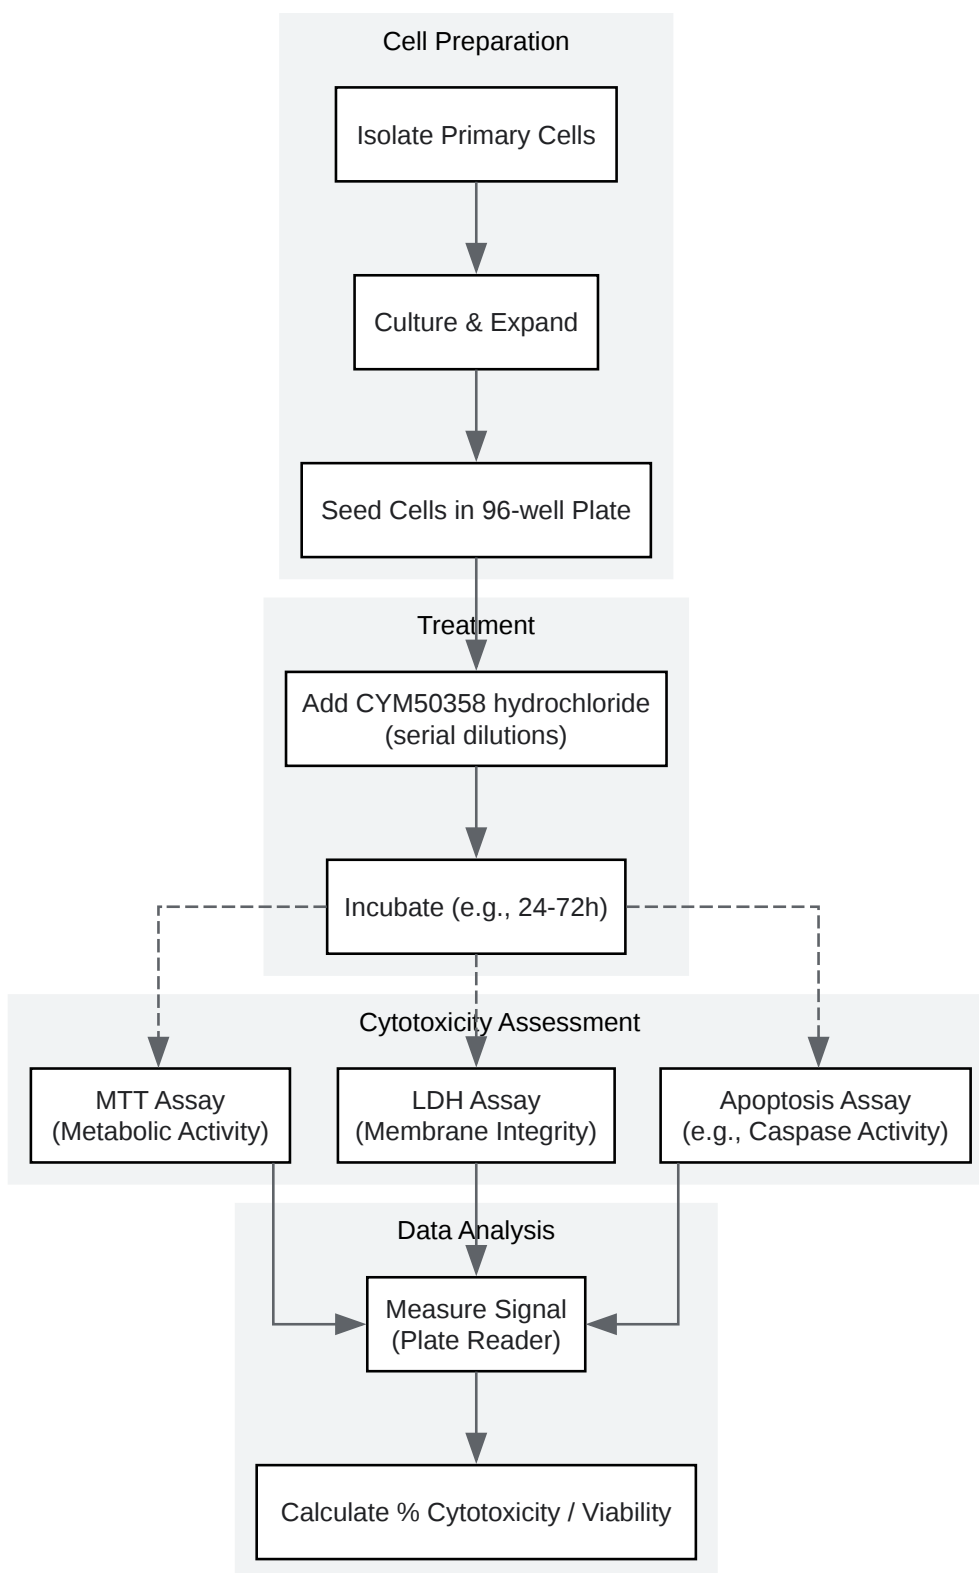 Cell Preparation
Isolate Primary Cells
Culture & Expand
Seed Cells in 96-well Plate
Treatment
Add CYM50358 hydrochloride
(serial dilutions)
Incubate (e.g., 24-72h)
Cytotoxicity Assessment
MTT Assay
(Metabolic Activity)
LDH Assay
(Membrane Integrity)
Apoptosis Assay
(e.g., Caspase Activity)
Data Analysis
Measure Signal
(Plate Reader)
Calculate % Cytotoxicity / Viability